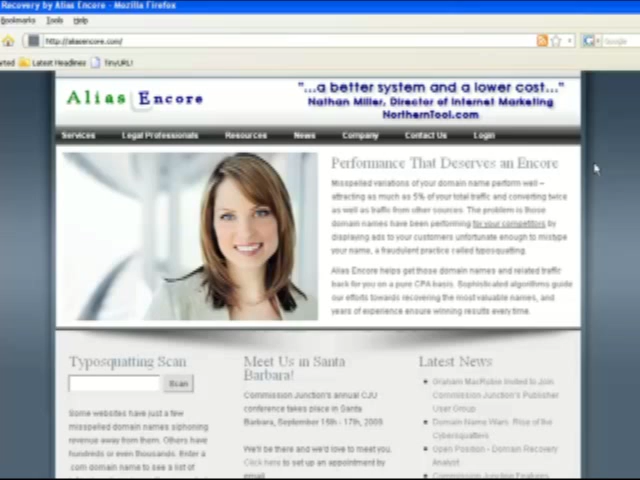 Recovery by Alias Encore - Mozilla Firefox
Bookmarks Tools Help
http://aliasencore.com/
Google
Latest Headlines TinyURL!
Alias Encore
"...a better system and a lower cost..."
Nathan Miller, Director of Internet Marketing
NorthernTool.com
Services Legal Professionals Resources News Company Contact Us Login
Performance That Deserves an Encore
Misspelled variations of your domain name perform well –
attracting as much as 5% of your total traffic and converting twice
as well as traffic from other sources. The problem is those
domain names have been performing for your competitors by
displaying ads to your customers unfortunate enough to mistype
your name, a fraudulent practice called typosquatting.
Alias Encore helps get those domain names and related traffic
back for you on a pure CPA basis. Sophisticated algorithms guide
our efforts towards recovering the most valuable names, and
years of experience ensure winning results every time.
Typosquatting Scan
Scan
Some websites have just a few
misspelled domain names siphoning
revenue away from them. Others have
hundreds or even thousands. Enter a
.com domain name to see a list of
Meet Us in Santa
Barbara!
Commission Junction's annual CJU
conference takes place in Santa
Barbara, September 15th - 17th, 2009
We'll be there and we'd love to meet you.
Click here to set up an appointment by
email
Latest News
Graham MacRobie Invited to Join
Commission Junction's Publisher
User Group
Domain Name Wars: Rise of the
Cybersquatters
Open Position - Domain Recovery
Analyst
Commission Junction Features